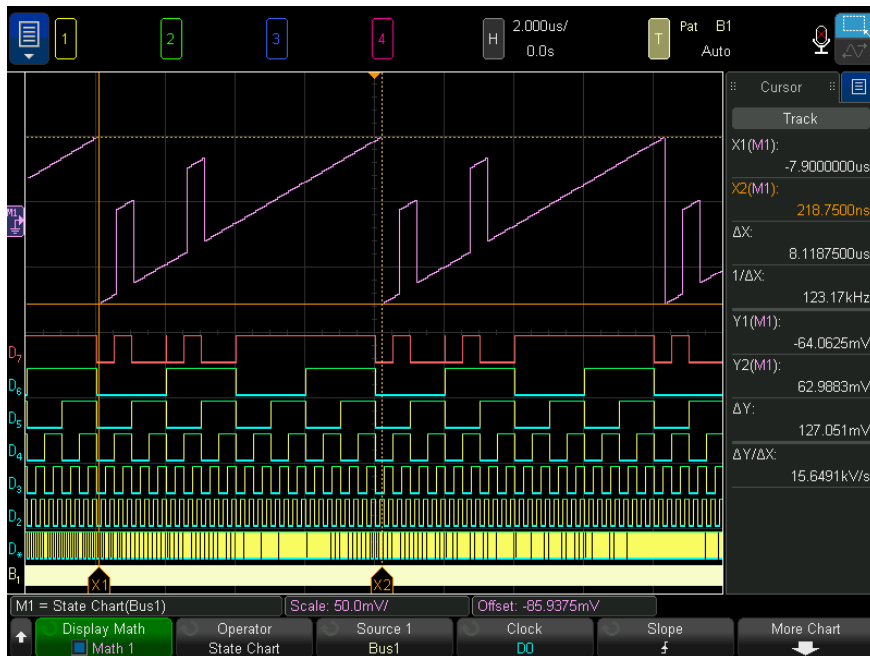 1 2 3 4 H 2.000us/ 0.0s T Pat B1 Auto
Cursor
Track
X1(M1):
-7.9000000us
X2(M1):
218.7500ns
ΔX:
8.1187500us
1/ΔX:
123.17kHz
Y1(M1):
-64.0625mV
Y2(M1):
62.9883mV
ΔY:
127.051mV
ΔY/ΔX:
15.6491kV/s
M1
D7
D6
D5
D4
D3
D2
D*
B1
X1 X2
M1 = State Chart(Bus1) Scale: 50.0mV/ Offset: -85.9375mV
Display Math Operator Source 1 Clock Slope More Chart
Math 1 State Chart Bus1 D0